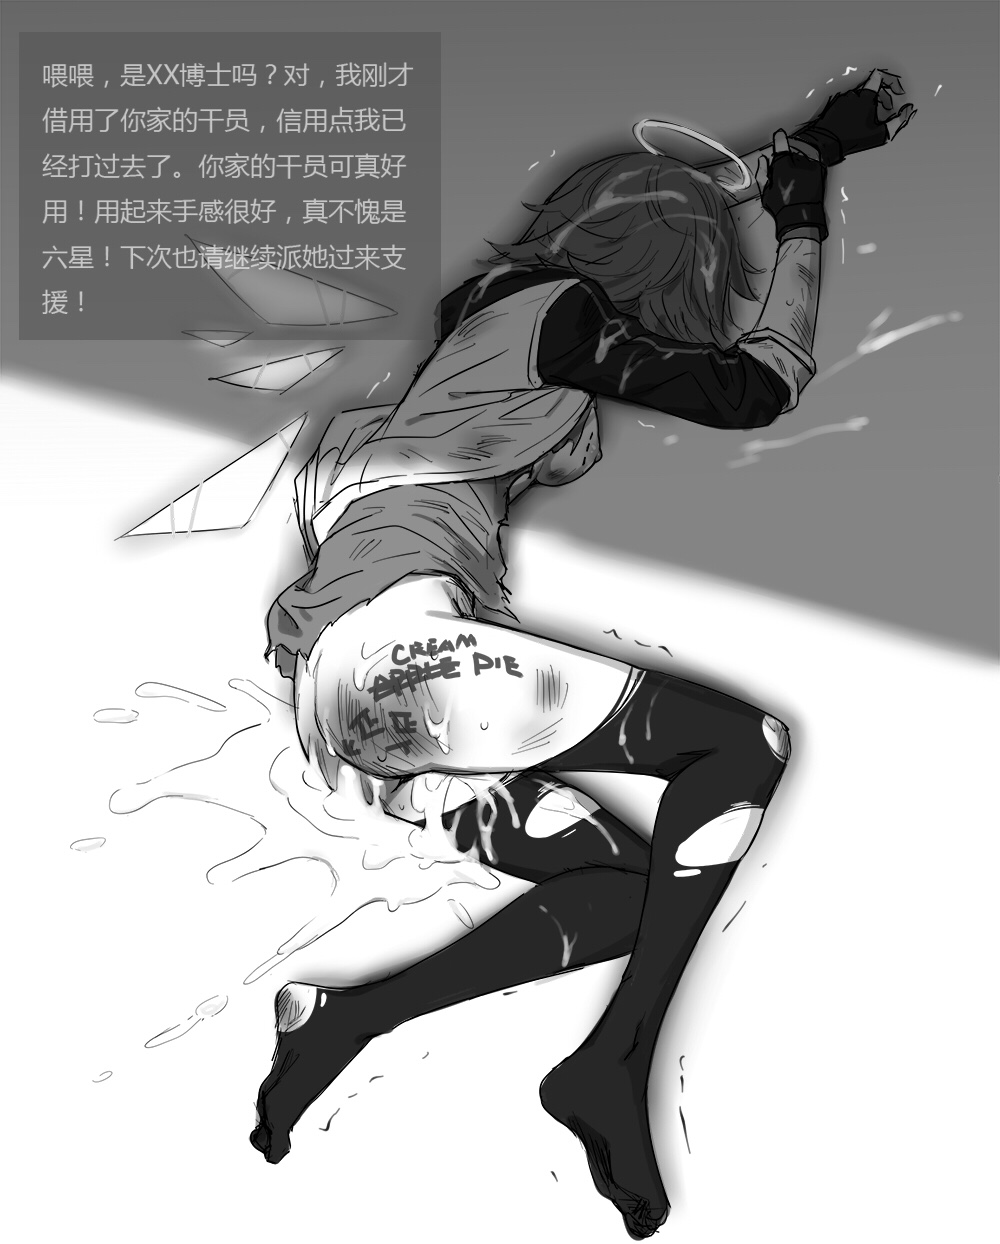 喂喂，是XX博士吗？对，我刚才
借用了你家的干员，信用点我已
经打过去了。你家的干员可真好
用！用起来手感很好，真不愧是
六星！下次也请继续派她过来支
援！
CREAM
APPLE PIE
正正